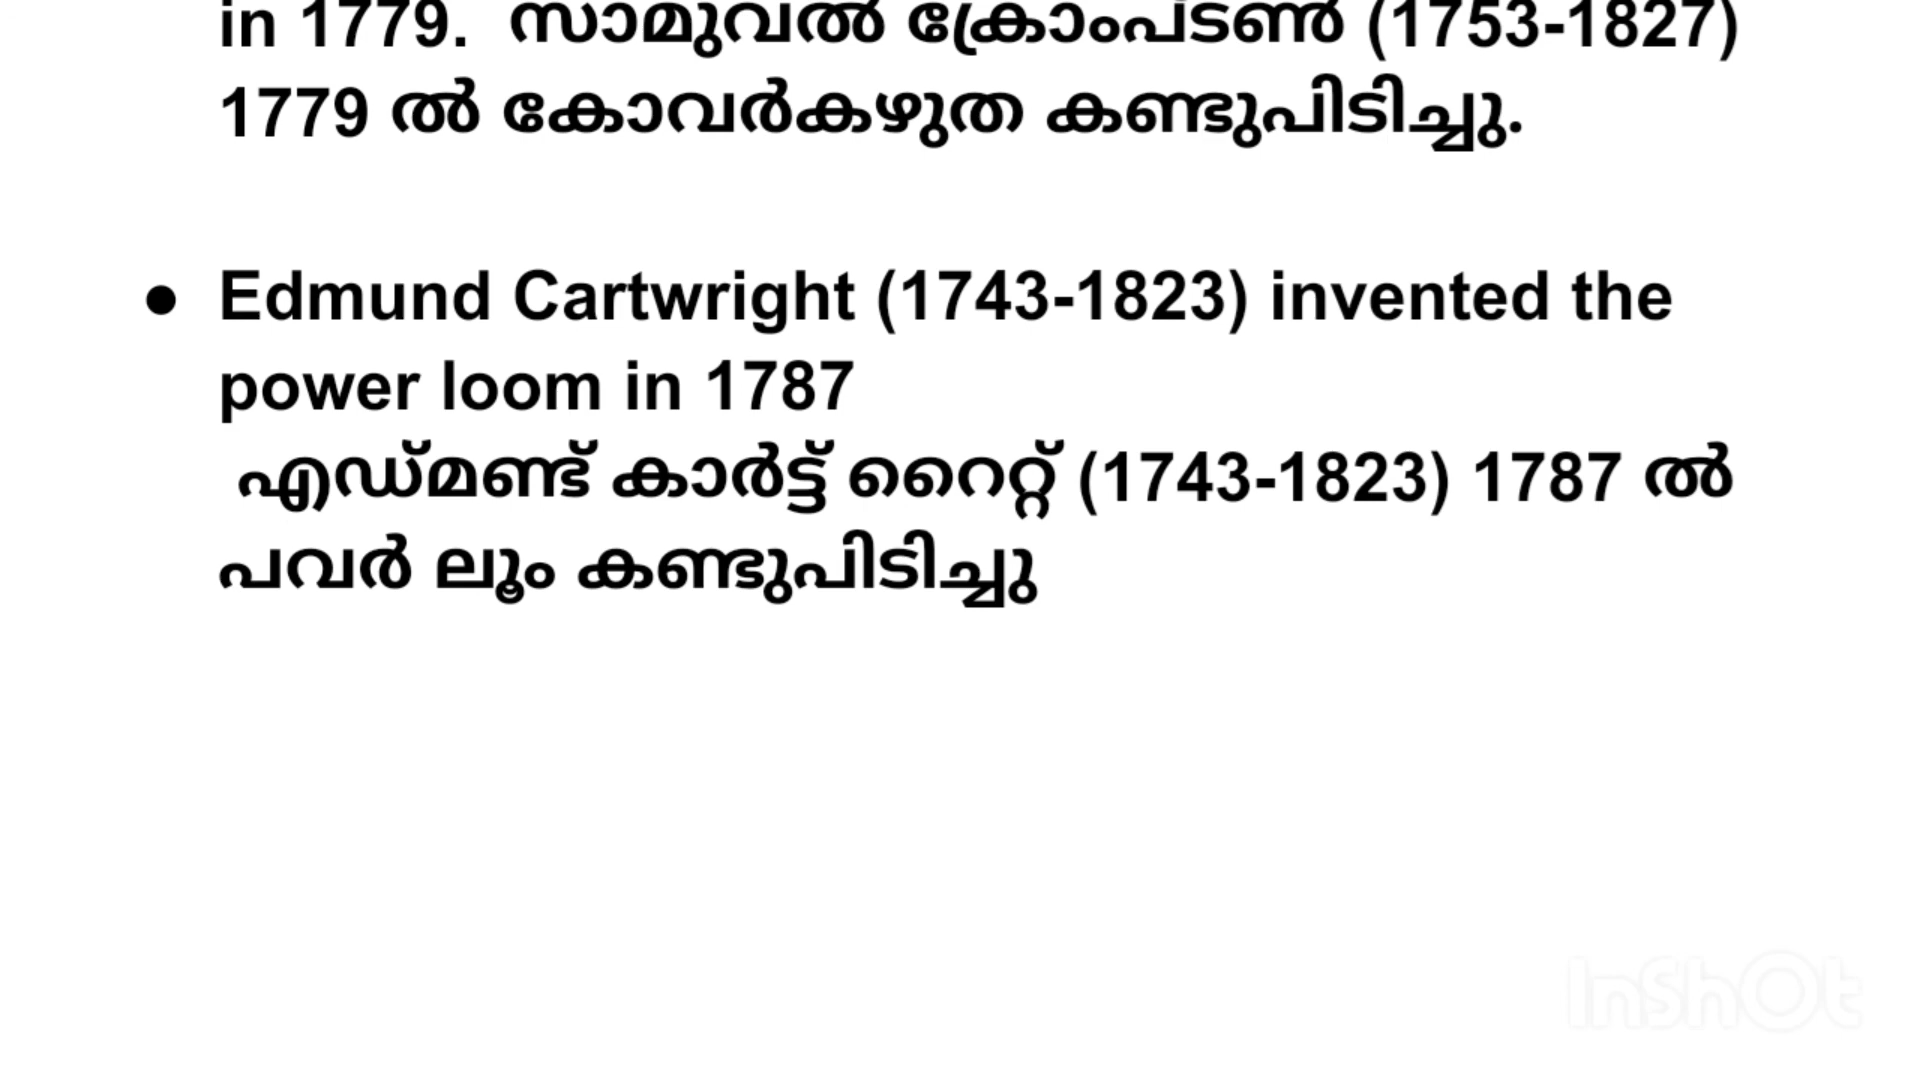 in 1779. സാമുവൽ ക്രോംപ്ടൺ (1753-1827)
1779 ൽ കോവർകഴുത കണ്ടുപിടിച്ചു.
● Edmund Cartwright (1743-1823) invented the
power loom in 1787
എഡ്മണ്ട് കാർട്ട് റൈറ്റ് (1743-1823) 1787 ൽ
പവർ ലൂം കണ്ടുപിടിച്ചു
InShOt